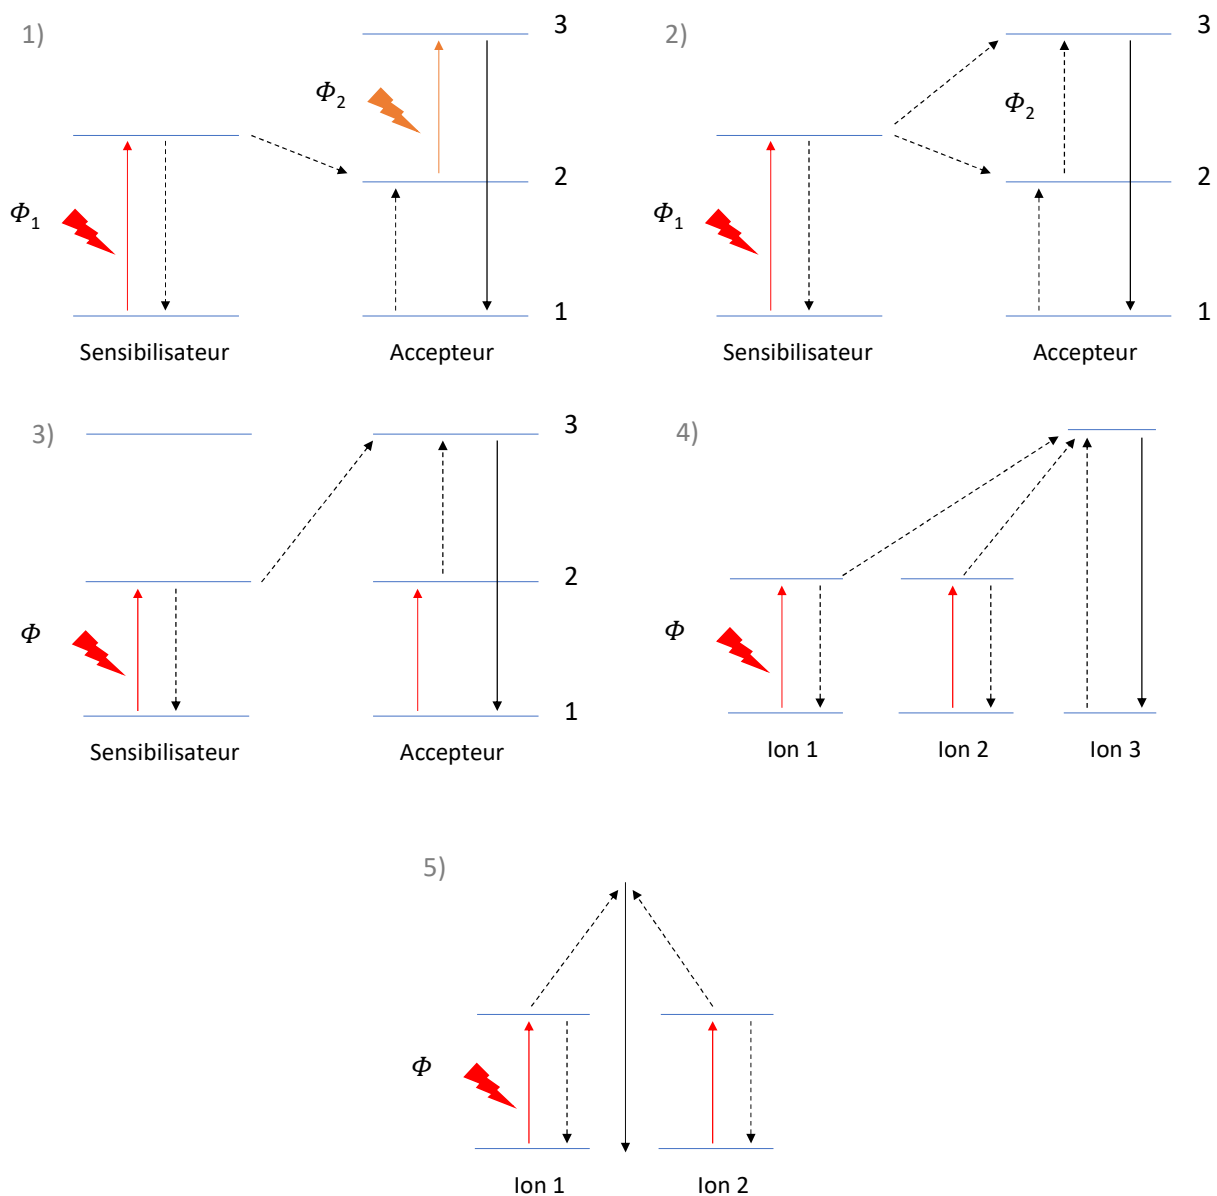 1)
3
Φ₂
2
Φ₁
1
Sensibilisateur
Accepteur
2)
3
Φ₂
2
Φ₁
1
Sensibilisateur
Accepteur
3)
3
2
Φ
1
Sensibilisateur
Accepteur
4)
Φ
Ion 1
Ion 2
Ion 3
5)
Φ
Ion 1
Ion 2